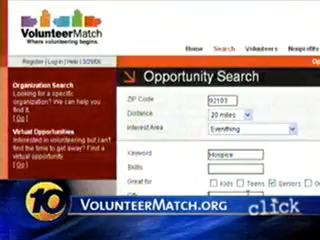 VolunteerMatch
Where volunteering begins.
Register | Log in | Help | 3/29/06
Home Search Volunteers Nonprofits
Organization Search
Looking for a specific
organization? We can help you
find it.
[ Go ]
Virtual Opportunities
Interested in volunteering but can't
find the time to get away? Find a
virtual opportunity
[ Go ]
Opportunity Search
ZIP Code 92103
Distance 20 miles
Interest Area Everything
Keyword Hospice
Skills
Great for Kids Teens Seniors
10
VOLUNTEERMATCH.ORG
click